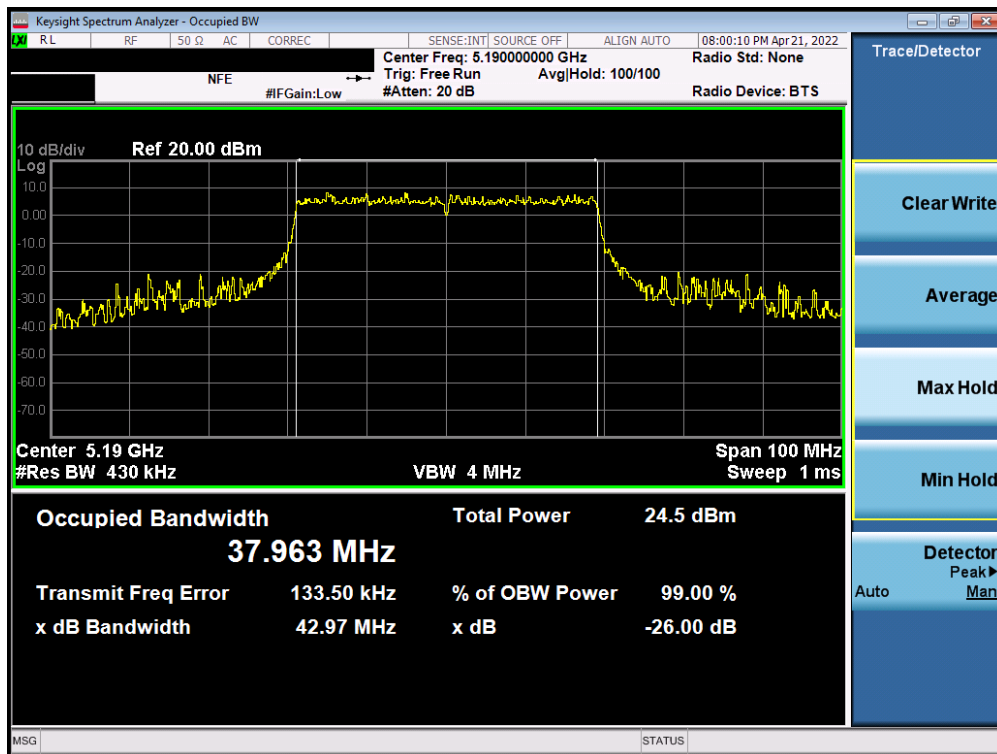 Keysight Spectrum Analyzer - Occupied BW
LXI RL RF 50 Ω AC CORREC SENSE:INT SOURCE OFF ALIGN AUTO 08:00:10 PM Apr 21, 2022
Center Freq: 5.190000000 GHz Radio Std: None
NFE Trig: Free Run Avg|Hold: 100/100
#IFGain:Low #Atten: 20 dB Radio Device: BTS
Trace/Detector
10 dB/div Ref 20.00 dBm
Log
10.0
0.00
-10.0
-20.0
-30.0
-40.0
-50.0
-60.0
-70.0
Center 5.19 GHz Span 100 MHz
#Res BW 430 kHz VBW 4 MHz Sweep 1 ms
Occupied Bandwidth Total Power 24.5 dBm
37.963 MHz
Transmit Freq Error 133.50 kHz % of OBW Power 99.00 %
x dB Bandwidth 42.97 MHz x dB -26.00 dB
Clear Write
Average
Max Hold
Min Hold
Detector
Peak▶
Auto Man
MSG STATUS